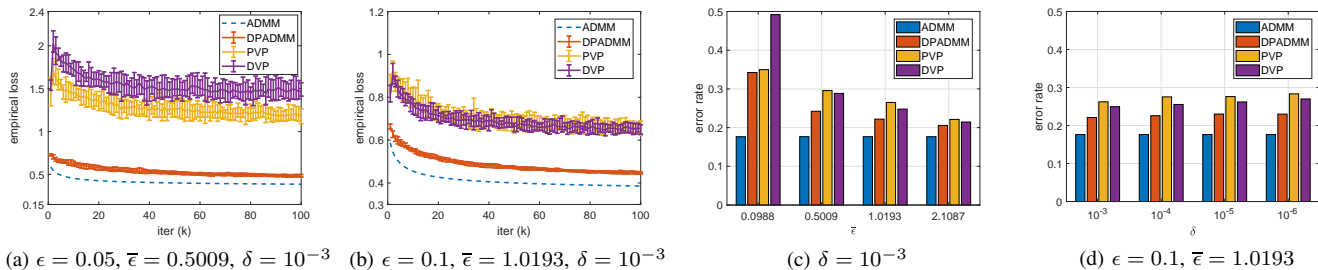 2.4
2
1.5
1
0.5
0.15
empirical loss
0
20
40
60
80
100
iter (k)
ADMM
DPADMM
PVP
DVP
(a) ϵ = 0.05, ϵ̅ = 0.5009, δ = 10⁻³
1.2
1
0.8
0.6
0.4
0.3
empirical loss
0
20
40
60
80
100
iter (k)
ADMM
DPADMM
PVP
DVP
(b) ϵ = 0.1, ϵ̅ = 1.0193, δ = 10⁻³
0.5
0.4
0.3
0.2
0.1
0
error rate
0.0988
0.5009
1.0193
2.1087
ϵ̅
ADMM
DPADMM
PVP
DVP
(c) δ = 10⁻³
0.5
0.4
0.3
0.2
0.1
0
error rate
10⁻³
10⁻⁴
10⁻⁵
10⁻⁶
δ
ADMM
DPADMM
PVP
DVP
(d) ϵ = 0.1, ϵ̅ = 1.0193